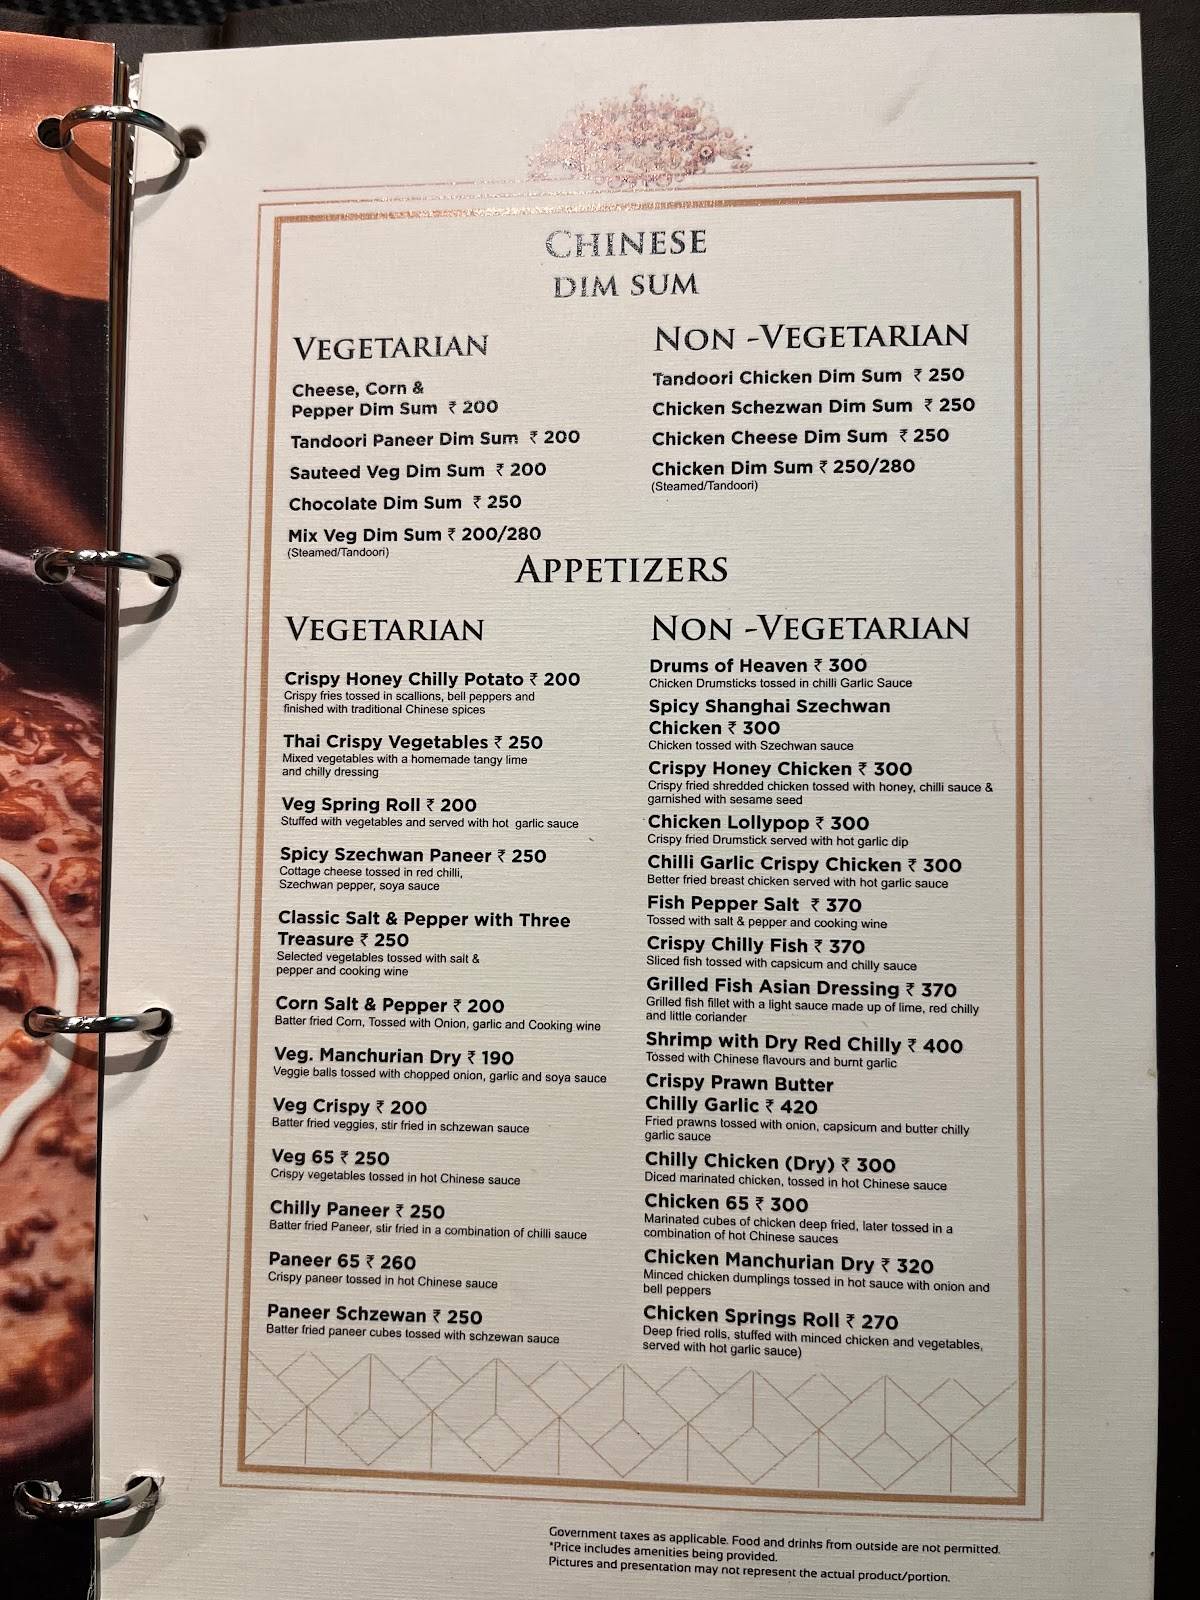 CHINESE
DIM SUM
VEGETARIAN
Cheese, Corn &
Pepper Dim Sum ₹ 200
Tandoori Paneer Dim Sum ₹ 200
Sauteed Veg Dim Sum ₹ 200
Chocolate Dim Sum ₹ 250
Mix Veg Dim Sum ₹ 200/280
(Steamed/Tandoori)
NON -VEGETARIAN
Tandoori Chicken Dim Sum ₹ 250
Chicken Schezwan Dim Sum ₹ 250
Chicken Cheese Dim Sum ₹ 250
Chicken Dim Sum ₹ 250/280
(Steamed/Tandoori)
APPETIZERS
VEGETARIAN
Crispy Honey Chilly Potato ₹ 200
Crispy fries tossed in scallions, bell peppers and
finished with traditional Chinese spices
Thai Crispy Vegetables ₹ 250
Mixed vegetables with a homemade tangy lime
and chilly dressing
Veg Spring Roll ₹ 200
Stuffed with vegetables and served with hot garlic sauce
Spicy Szechwan Paneer ₹ 250
Cottage cheese tossed in red chilli,
Szechwan pepper, soya sauce
Classic Salt & Pepper with Three
Treasure ₹ 250
Selected vegetables tossed with salt &
pepper and cooking wine
Corn Salt & Pepper ₹ 200
Batter fried Corn, Tossed with Onion, garlic and Cooking wine
Veg. Manchurian Dry ₹ 190
Veggie balls tossed with chopped onion, garlic and soya sauce
Veg Crispy ₹ 200
Batter fried veggies, stir fried in schzewan sauce
Veg 65 ₹ 250
Crispy vegetables tossed in hot Chinese sauce
Chilly Paneer ₹ 250
Batter fried Paneer, stir fried in a combination of chilli sauce
Paneer 65 ₹ 260
Crispy paneer tossed in hot Chinese sauce
Paneer Schzewan ₹ 250
Batter fried paneer cubes tossed with schzewan sauce
NON -VEGETARIAN
Drums of Heaven ₹ 300
Chicken Drumsticks tossed in chilli Garlic Sauce
Spicy Shanghai Szechwan
Chicken ₹ 300
Chicken tossed with Szechwan sauce
Crispy Honey Chicken ₹ 300
Crispy fried shredded chicken tossed with honey, chilli sauce &
garnished with sesame seed
Chicken Lollypop ₹ 300
Crispy fried Drumstick served with hot garlic dip
Chilli Garlic Crispy Chicken ₹ 300
Better fried breast chicken served with hot garlic sauce
Fish Pepper Salt ₹ 370
Tossed with salt & pepper and cooking wine
Crispy Chilly Fish ₹ 370
Sliced fish tossed with capsicum and chilly sauce
Grilled Fish Asian Dressing ₹ 370
Grilled fish fillet with a light sauce made up of lime, red chilly
and little coriander
Shrimp with Dry Red Chilly ₹ 400
Tossed with Chinese flavours and burnt garlic
Crispy Prawn Butter
Chilly Garlic ₹ 420
Fried prawns tossed with onion, capsicum and butter chilly
garlic sauce
Chilly Chicken (Dry) ₹ 300
Diced marinated chicken, tossed in hot Chinese sauce
Chicken 65 ₹ 300
Marinated cubes of chicken deep fried, later tossed in a
combination of hot Chinese sauces
Chicken Manchurian Dry ₹ 320
Minced chicken dumplings tossed in hot sauce with onion and
bell peppers
Chicken Springs Roll ₹ 270
Deep fried rolls, stuffed with minced chicken and vegetables,
served with hot garlic sauce)
Government taxes as applicable. Food and drinks from outside are not permitted.
*Price includes amenities being provided.
Pictures and presentation may not represent the actual product/portion.